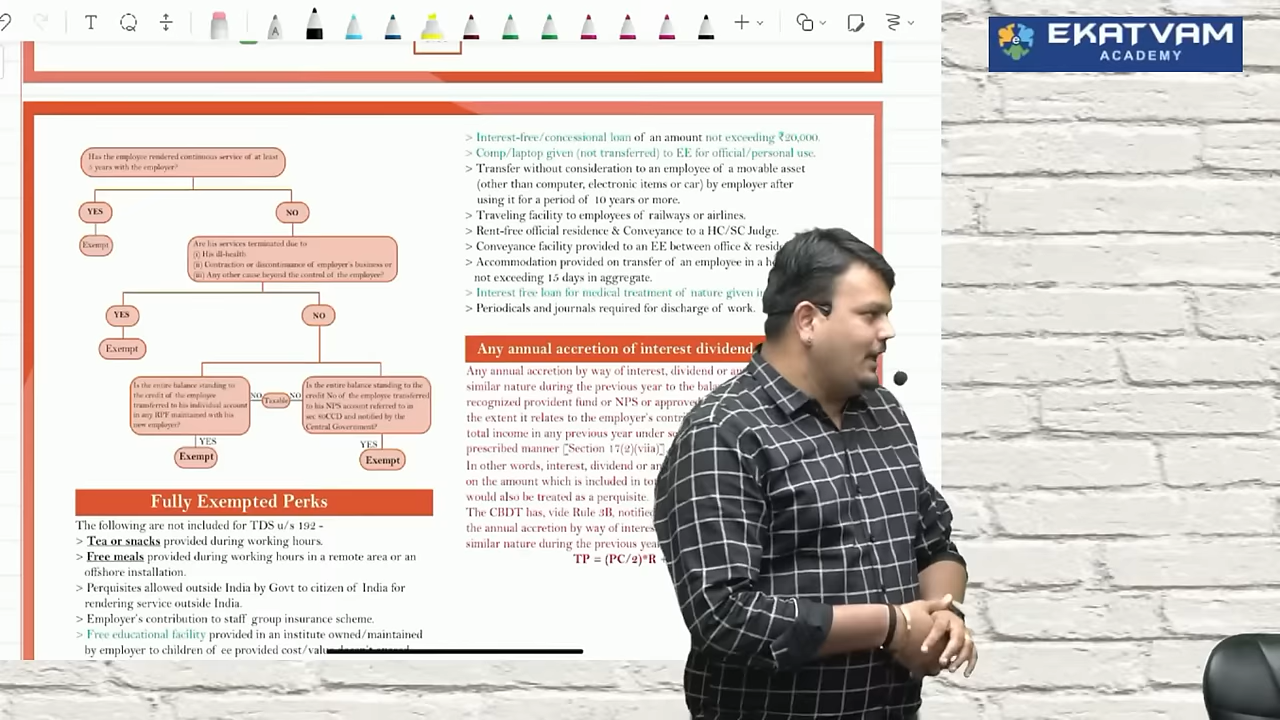 EKATVAM
ACADEMY
Has the employee rendered continuous service of at least
5 years with the employer?
YES
NO
Exempt
Are his services terminated due to
(i) His ill-health
(ii) Contraction or discontinuance of employer's business or
(iii) Any other cause beyond the control of the employee?
YES
NO
Exempt
Is the entire balance standing to
the credit of the employee
transferred to his individual account
in any RPF maintained with his
new employer?
NO
Taxable
NO
Is the entire balance standing to the
credit No of the employee transferred
to his NPS account referred to in
sec 80CCD and notified by the
Central Government?
YES
Exempt
YES
Exempt
Fully Exempted Perks
The following are not included for TDS u/s 192 -
> Tea or snacks provided during working hours.
> Free meals provided during working hours in a remote area or an
offshore installation.
> Perquisites allowed outside India by Govt to citizen of India for
rendering service outside India.
> Employer's contribution to staff group insurance scheme.
> Free educational facility provided in an institute owned/maintained
by employer to children of ee provided cost/value doesn't exceed
> Interest-free/concessional loan of an amount not exceeding ₹20,000.
> Comp/laptop given (not transferred) to EE for official/personal use.
> Transfer without consideration to an employee of a movable asset
(other than computer, electronic items or car) by employer after
using it for a period of 10 years or more.
> Traveling facility to employees of railways or airlines.
> Rent-free official residence & Conveyance to a HC/SC Judge.
> Conveyance facility provided to an EE between office &
> Accommodation provided on transfer of an employee in a
not exceeding 15 days in aggregate.
> Interest free loan for medical treatment of nature given
> Periodicals and journals required for discharge of work.
Any annual accretion of interest dividend
Any annual accretion by way of interest, dividend or
similar nature during the previous year to the
recognized provident fund or NPS or approved
the extent it relates to the employer's
total income in any previous year under
prescribed manner [Section 17(2)(viia)]
In other words, interest, dividend or
on the amount which is included in
would also be treated as a perquisite.
The CBDT has, vide Rule 3B, notified
the annual accretion by way of
similar nature during the previous
TP = (PC/2)*R +